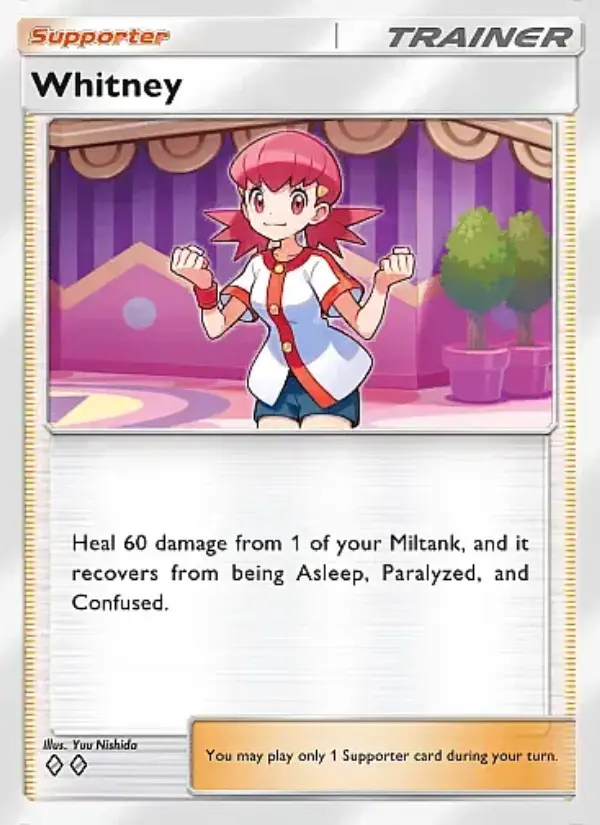 Supporter
TRAINER
Whitney
Heal 60 damage from 1 of your Miltank, and it
recovers from being Asleep, Paralyzed, and
Confused.
Illus. Yuu Nishida
You may play only 1 Supporter card during your turn.